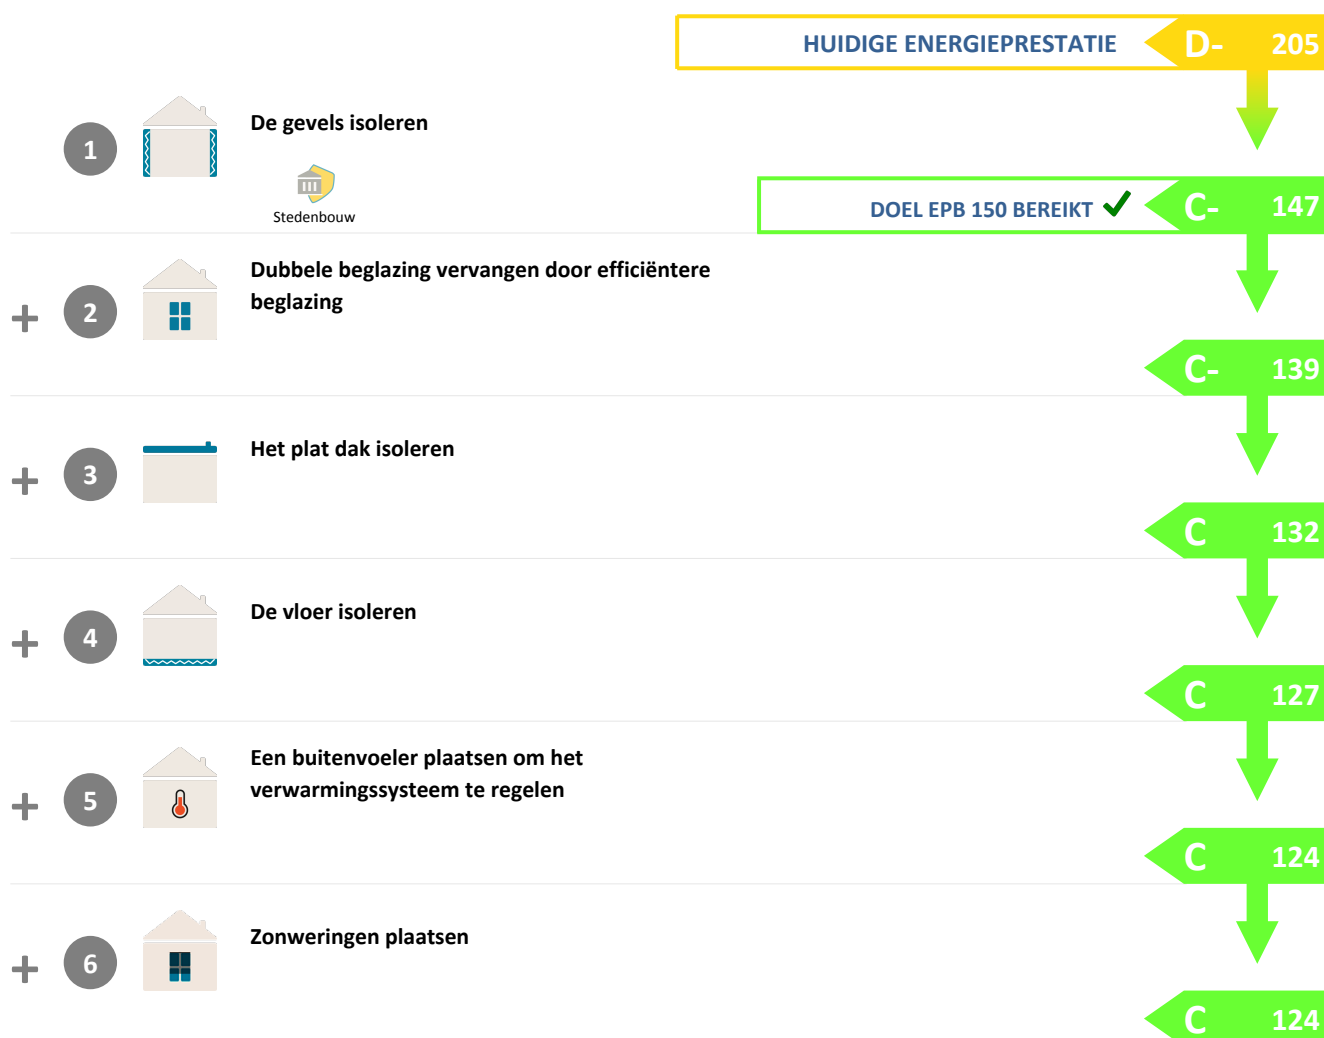 HUIDIGE ENERGIEPRESTATIE D- 205
1 De gevels isoleren
Stedenbouw
DOEL EPB 150 BEREIKT ✔ C- 147
+ 2 Dubbele beglazing vervangen door efficiëntere
beglazing
C- 139
+ 3 Het plat dak isoleren
C 132
+ 4 De vloer isoleren
C 127
+ 5 Een buitenvoeler plaatsen om het
verwarmingssysteem te regelen
C 124
+ 6 Zonweringen plaatsen
C 124